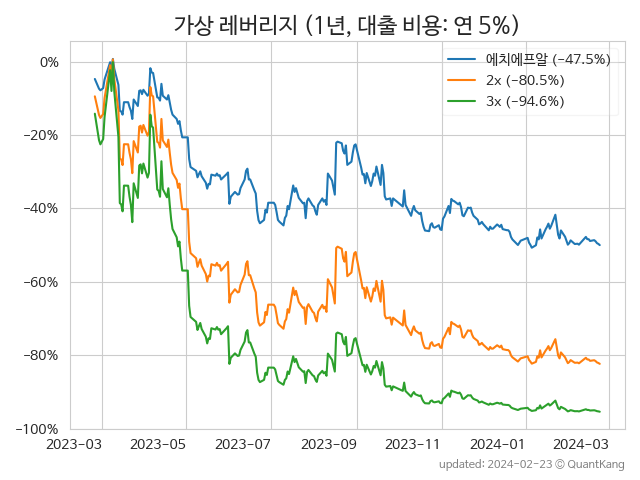 가상 레버리지 (1년, 대출 비용: 연 5%)
에치에프알 (−47.5%)
2x (−80.5%)
3x (−94.6%)
0%
−20%
−40%
−60%
−80%
−100%
2023−03 2023−05 2023−07 2023−09 2023−11 2024−01 2024−03
updated: 2024-02-23 © QuantKang